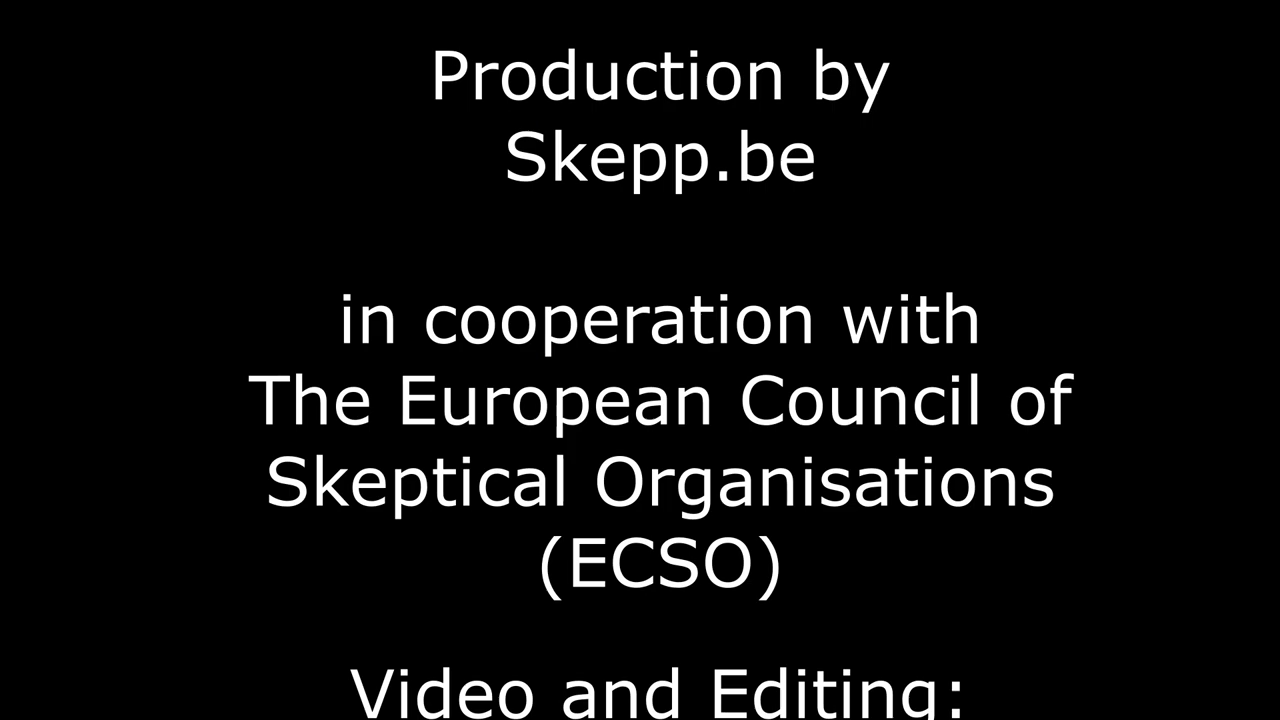 Production by
Skepp.be
in cooperation with
The European Council of
Skeptical Organisations
(ECSO)
Video and Editing: